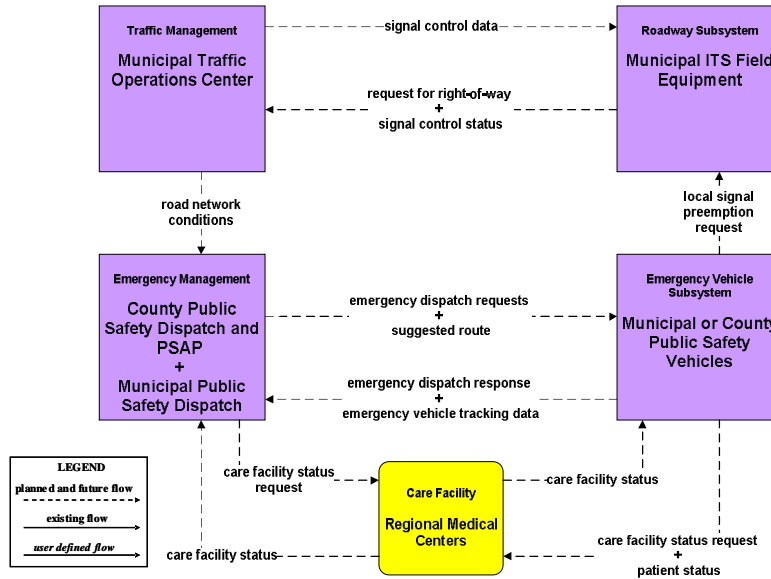 Traffic Management
Municipal Traffic
Operations Center
signal control data
Roadway Subsystem
Municipal ITS Field
Equipment
request for right-of-way
+
signal control status
road network
conditions
local signal
preemption
request
Emergency Management
County Public
Safety Dispatch and
PSAP
+
Municipal Public
Safety Dispatch
emergency dispatch requests
+
suggested route
Emergency Vehicle
Subsystem
Municipal or County
Public Safety
Vehicles
emergency dispatch response
+
emergency vehicle tracking data
LEGEND
planned and future flow
existing flow
user defined flow
care facility status
request
Care Facility
Regional Medical
Centers
care facility status
care facility status
care facility status request
+
patient status